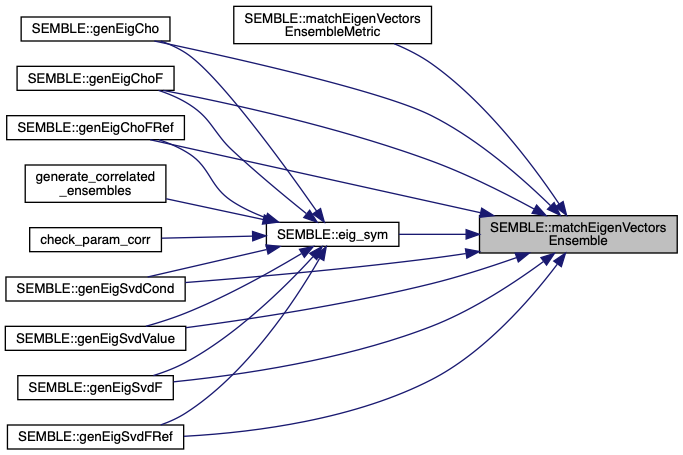 SEMBLE::genEigCho
SEMBLE::matchEigenVectors
EnsembleMetric
SEMBLE::genEigChoF
SEMBLE::genEigChoFRef
generate_correlated
_ensembles
check_param_corr
SEMBLE::eig_sym
SEMBLE::matchEigenVectors
Ensemble
SEMBLE::genEigSvdCond
SEMBLE::genEigSvdValue
SEMBLE::genEigSvdF
SEMBLE::genEigSvdFRef